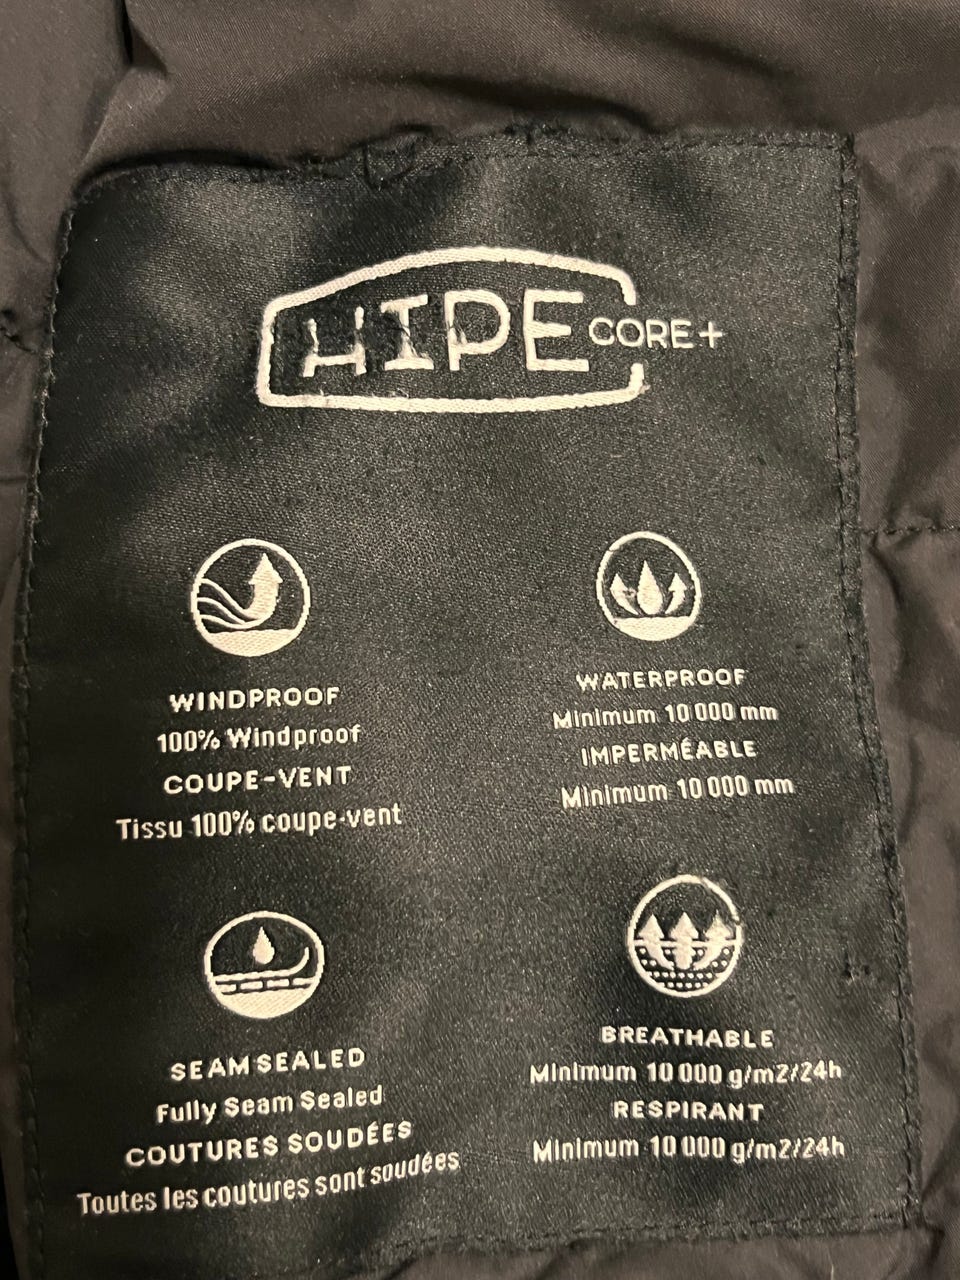 HIPE CORE+
WINDPROOF
100% Windproof
COUPE-VENT
Tissu 100% coupe-vent
WATERPROOF
Minimum 10 000 mm
IMPERMÉABLE
Minimum 10 000 mm
SEAM SEALED
Fully Seam Sealed
COUTURES SOUDÉES
Toutes les coutures sont soudées
BREATHABLE
Minimum 10 000 g/m2/24h
RESPIRANT
Minimum 10 000 g/m2/24h